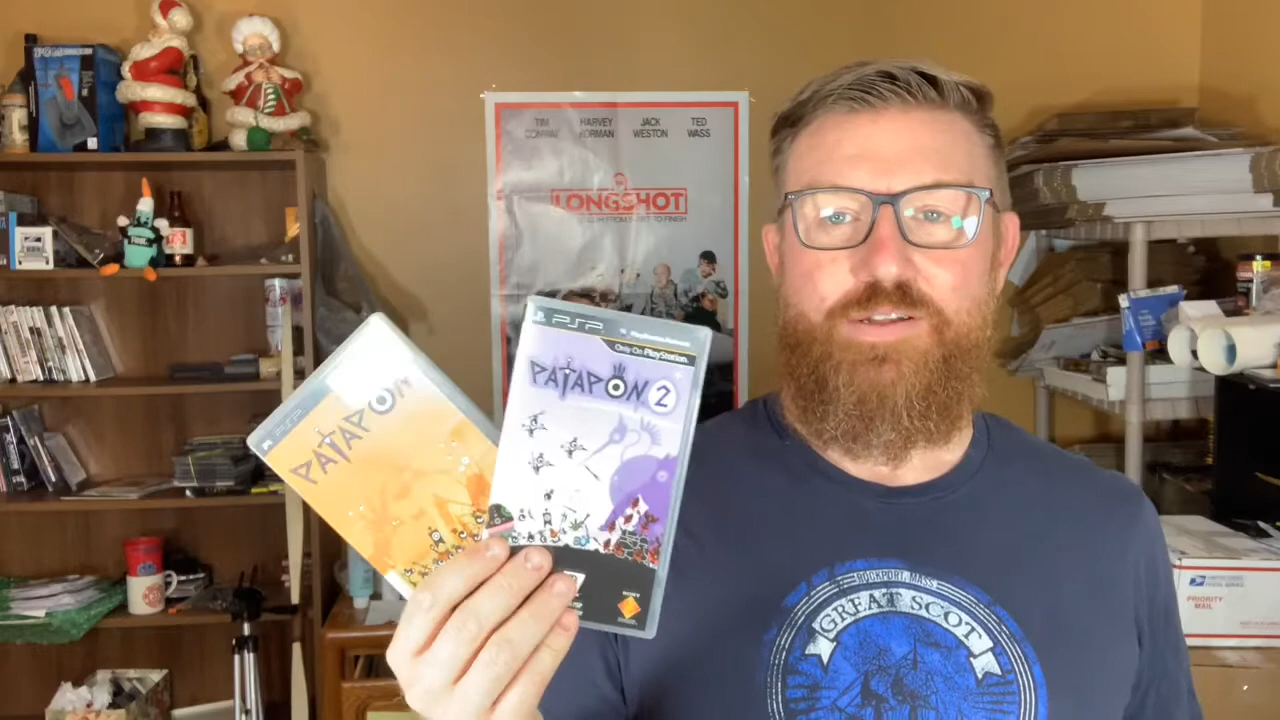 TIM CONWAY
HARVEY KORMAN
JACK WESTON
TED WASS
LONGSHOT
PSP
PATAPON
PSP
Only On PlayStation
PATAPON 2
SONY
ROCKPORT, MASS
GREAT SCOT
PRIORITY
MAIL